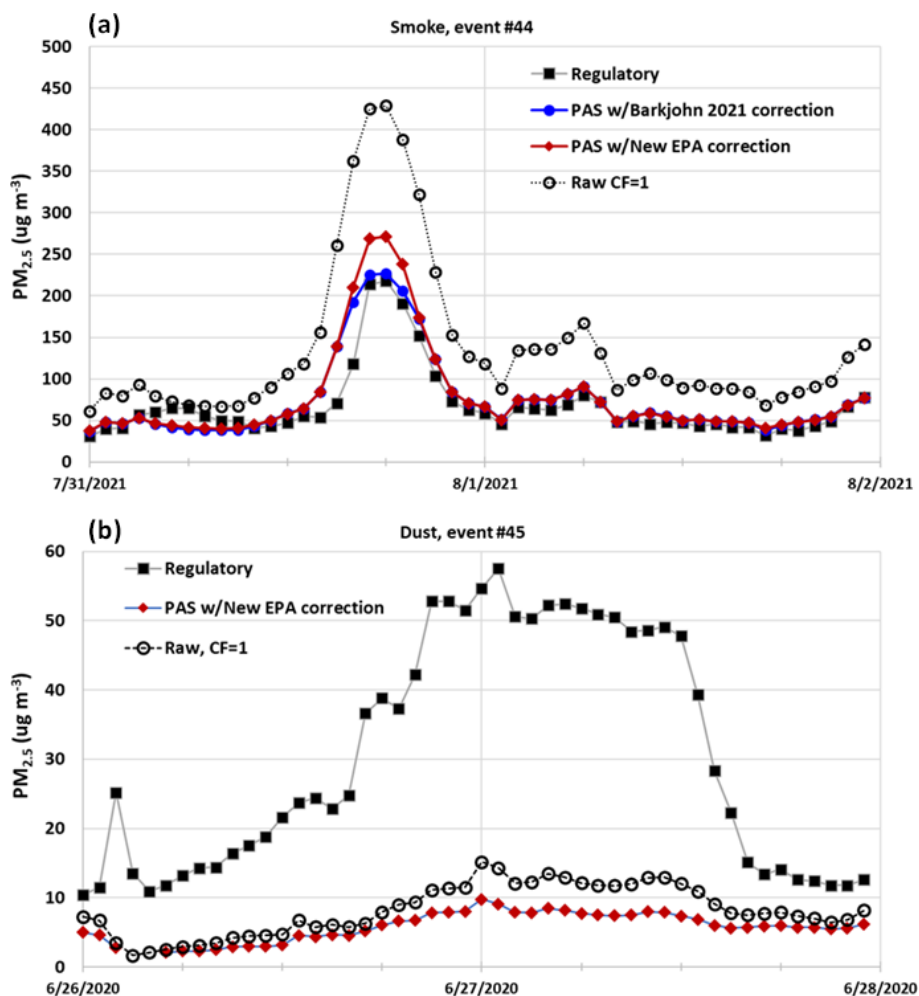 (a)
Smoke, event #44
500
450
400
350
300
250
200
150
100
50
0
PM2.5 (ug m-3)
Regulatory
PAS w/Barkjohn 2021 correction
PAS w/New EPA correction
Raw CF=1
7/31/2021 8/1/2021 8/2/2021
(b)
Dust, event #45
60
50
40
30
20
10
0
PM2.5 (ug m-3)
Regulatory
PAS w/New EPA correction
Raw, CF=1
6/26/2020 6/27/2020 6/28/2020